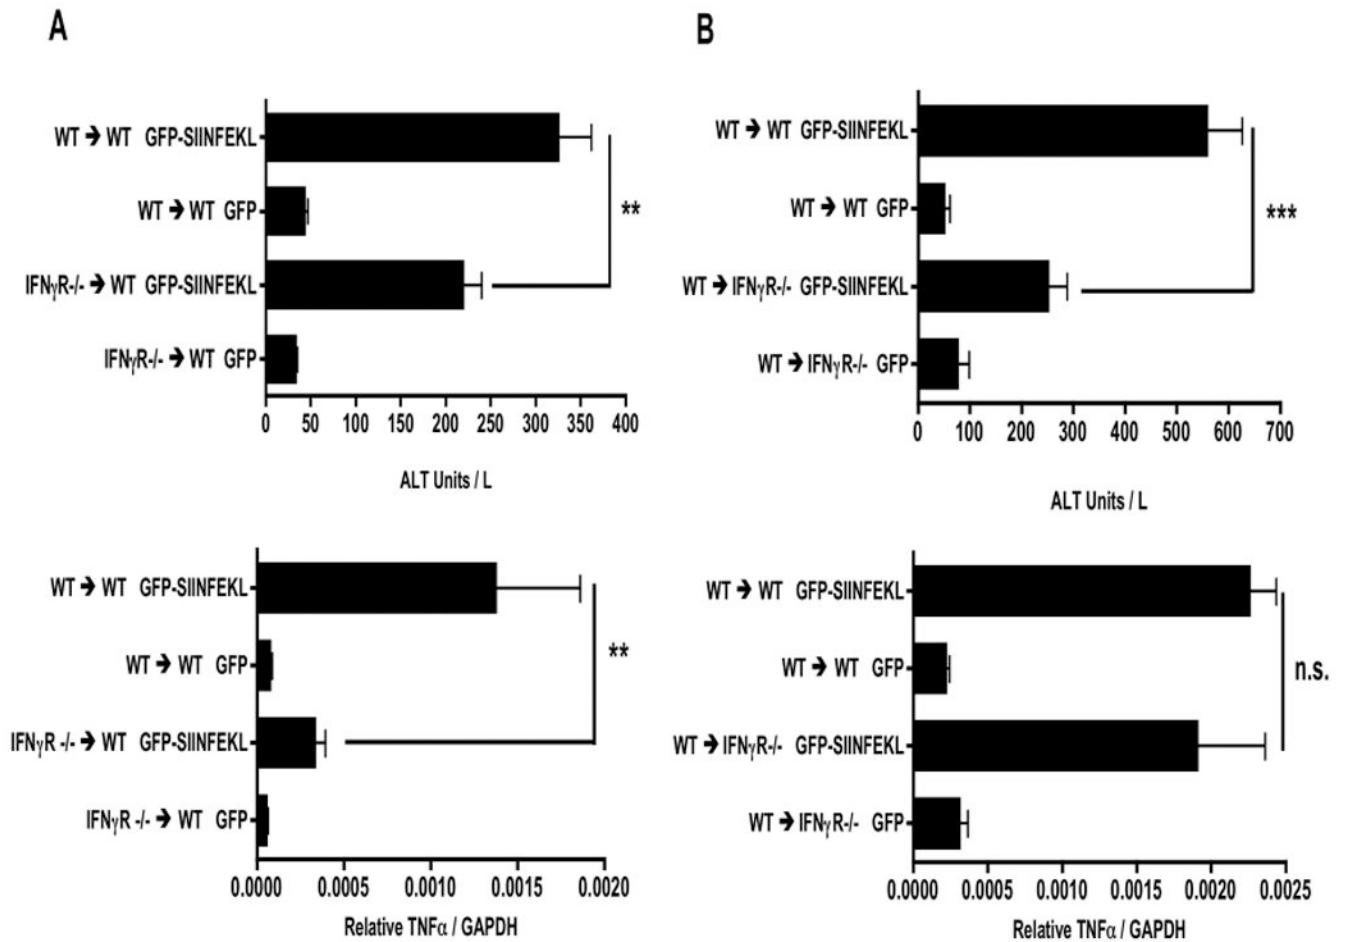 A
WT → WT GFP-SIINFEKL
WT → WT GFP
**
IFNγR-/- → WT GFP-SIINFEKL
IFNγR-/- → WT GFP
0 50 100 150 200 250 300 350 400
ALT Units / L
WT → WT GFP-SIINFEKL
WT → WT GFP
**
IFNγR -/- → WT GFP-SIINFEKL
IFNγR -/- → WT GFP
0.0000 0.0005 0.0010 0.0015 0.0020
Relative TNFα / GAPDH
B
WT → WT GFP-SIINFEKL
WT → WT GFP
***
WT → IFNγR-/- GFP-SIINFEKL
WT → IFNγR-/- GFP
0 100 200 300 400 500 600 700
ALT Units / L
WT → WT GFP-SIINFEKL
WT → WT GFP
n.s.
WT → IFNγR-/- GFP-SIINFEKL
WT → IFNγR-/- GFP
0.0000 0.0005 0.0010 0.0015 0.0020 0.0025
Relative TNFα / GAPDH